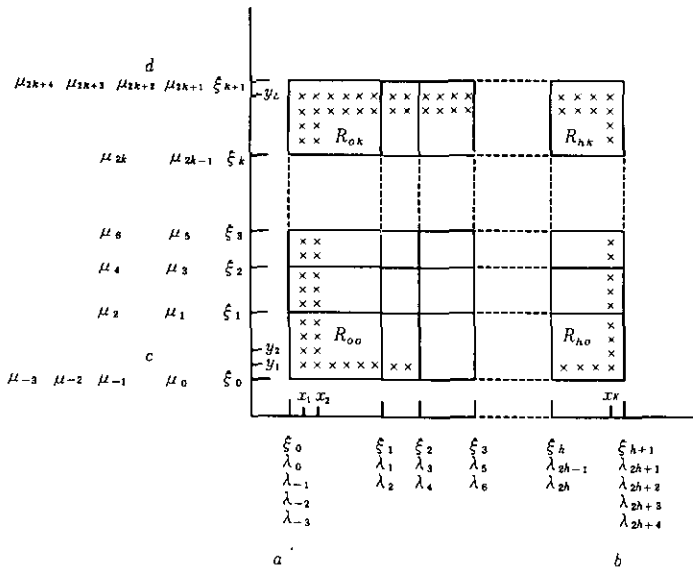 d
μ2k+4 μ2k+3 μ2k+2 μ2k+1 ξk+1
yL
Rok Rhk
μ2k μ2k-1 ξk
μ6 μ5 ξ3
μ4 μ3 ξ2
μ2 μ1 ξ1
Roo Rho
y2
c
y1
μ-3 μ-2 μ-1 μ0 ξ0
x1 x2 xK
ξ0 ξ1 ξ2 ξ3 ξh ξh+1
λ0 λ1 λ3 λ5 λ2h-1 λ2h+1
λ-1 λ2 λ4 λ6 λ2h λ2h+2
λ-2 λ2h+3
λ-3 λ2h+4
a b